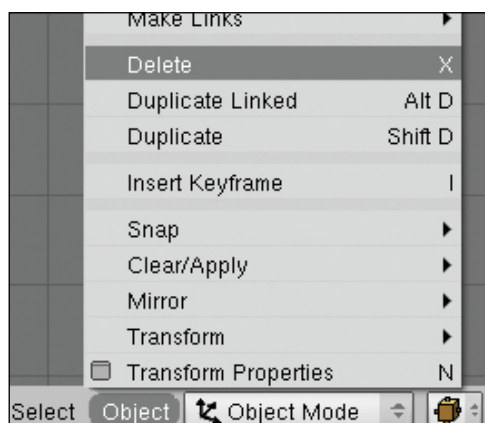 Make Links
Delete X
Duplicate Linked Alt D
Duplicate Shift D
Insert Keyframe I
Snap
Clear/Apply
Mirror
Transform
Transform Properties N
Select Object Object Mode